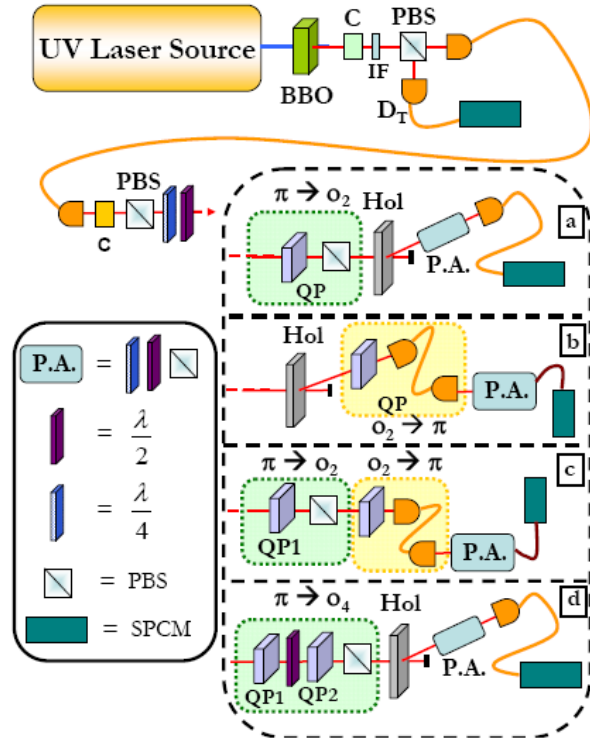 UV Laser Source
BBO
C
IF
PBS
D_T
PBS
C
π → o₂
Hol
a
QP
P.A.
Hol
b
QP
P.A.
o₂ → π
π → o₂
o₂ → π
c
QP1
P.A.
π → o₄
Hol
d
QP1
QP2
P.A.
P.A. =
= λ/2
= λ/4
= PBS
= SPCM